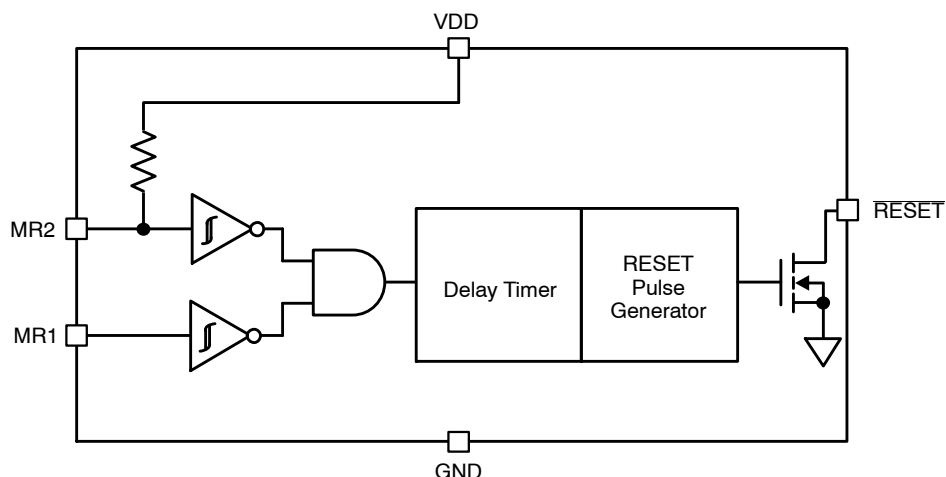 VDD
MR2
RESET
MR1
Delay Timer
RESET
Pulse
Generator
GND